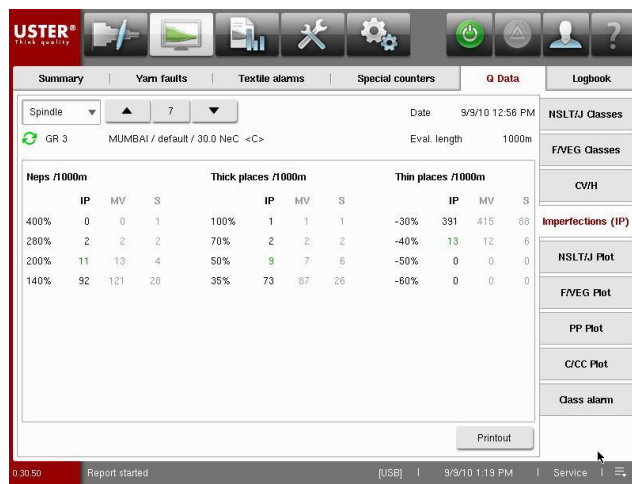 USTER®
Think quality
?
Summary | Yarn faults | Textile alarms | Special counters | Q Data | Logbook
Spindle 7 Date 9/9/10 12:56 PM
GR 3 MUMBAI / default / 30.0 NeC <C> Eval. length 1000m
Neps /1000m Thick places /1000m Thin places /1000m
IP MV S IP MV S IP MV S
400% 0 0 1 100% 1 1 1 -30% 391 415 88
280% 2 2 2 70% 2 2 2 -40% 13 12 6
200% 11 13 4 50% 9 7 6 -50% 0 0 0
140% 92 121 28 35% 73 87 26 -60% 0 0 0
NSLT/J Classes
F/VEG Classes
CV/H
Imperfections (IP)
NSLT/J Plot
F/VEG Plot
PP Plot
C/CC Plot
Class alarm
Printout
0.30.50 Report started [USB] | 9/9/10 1:19 PM | Service |